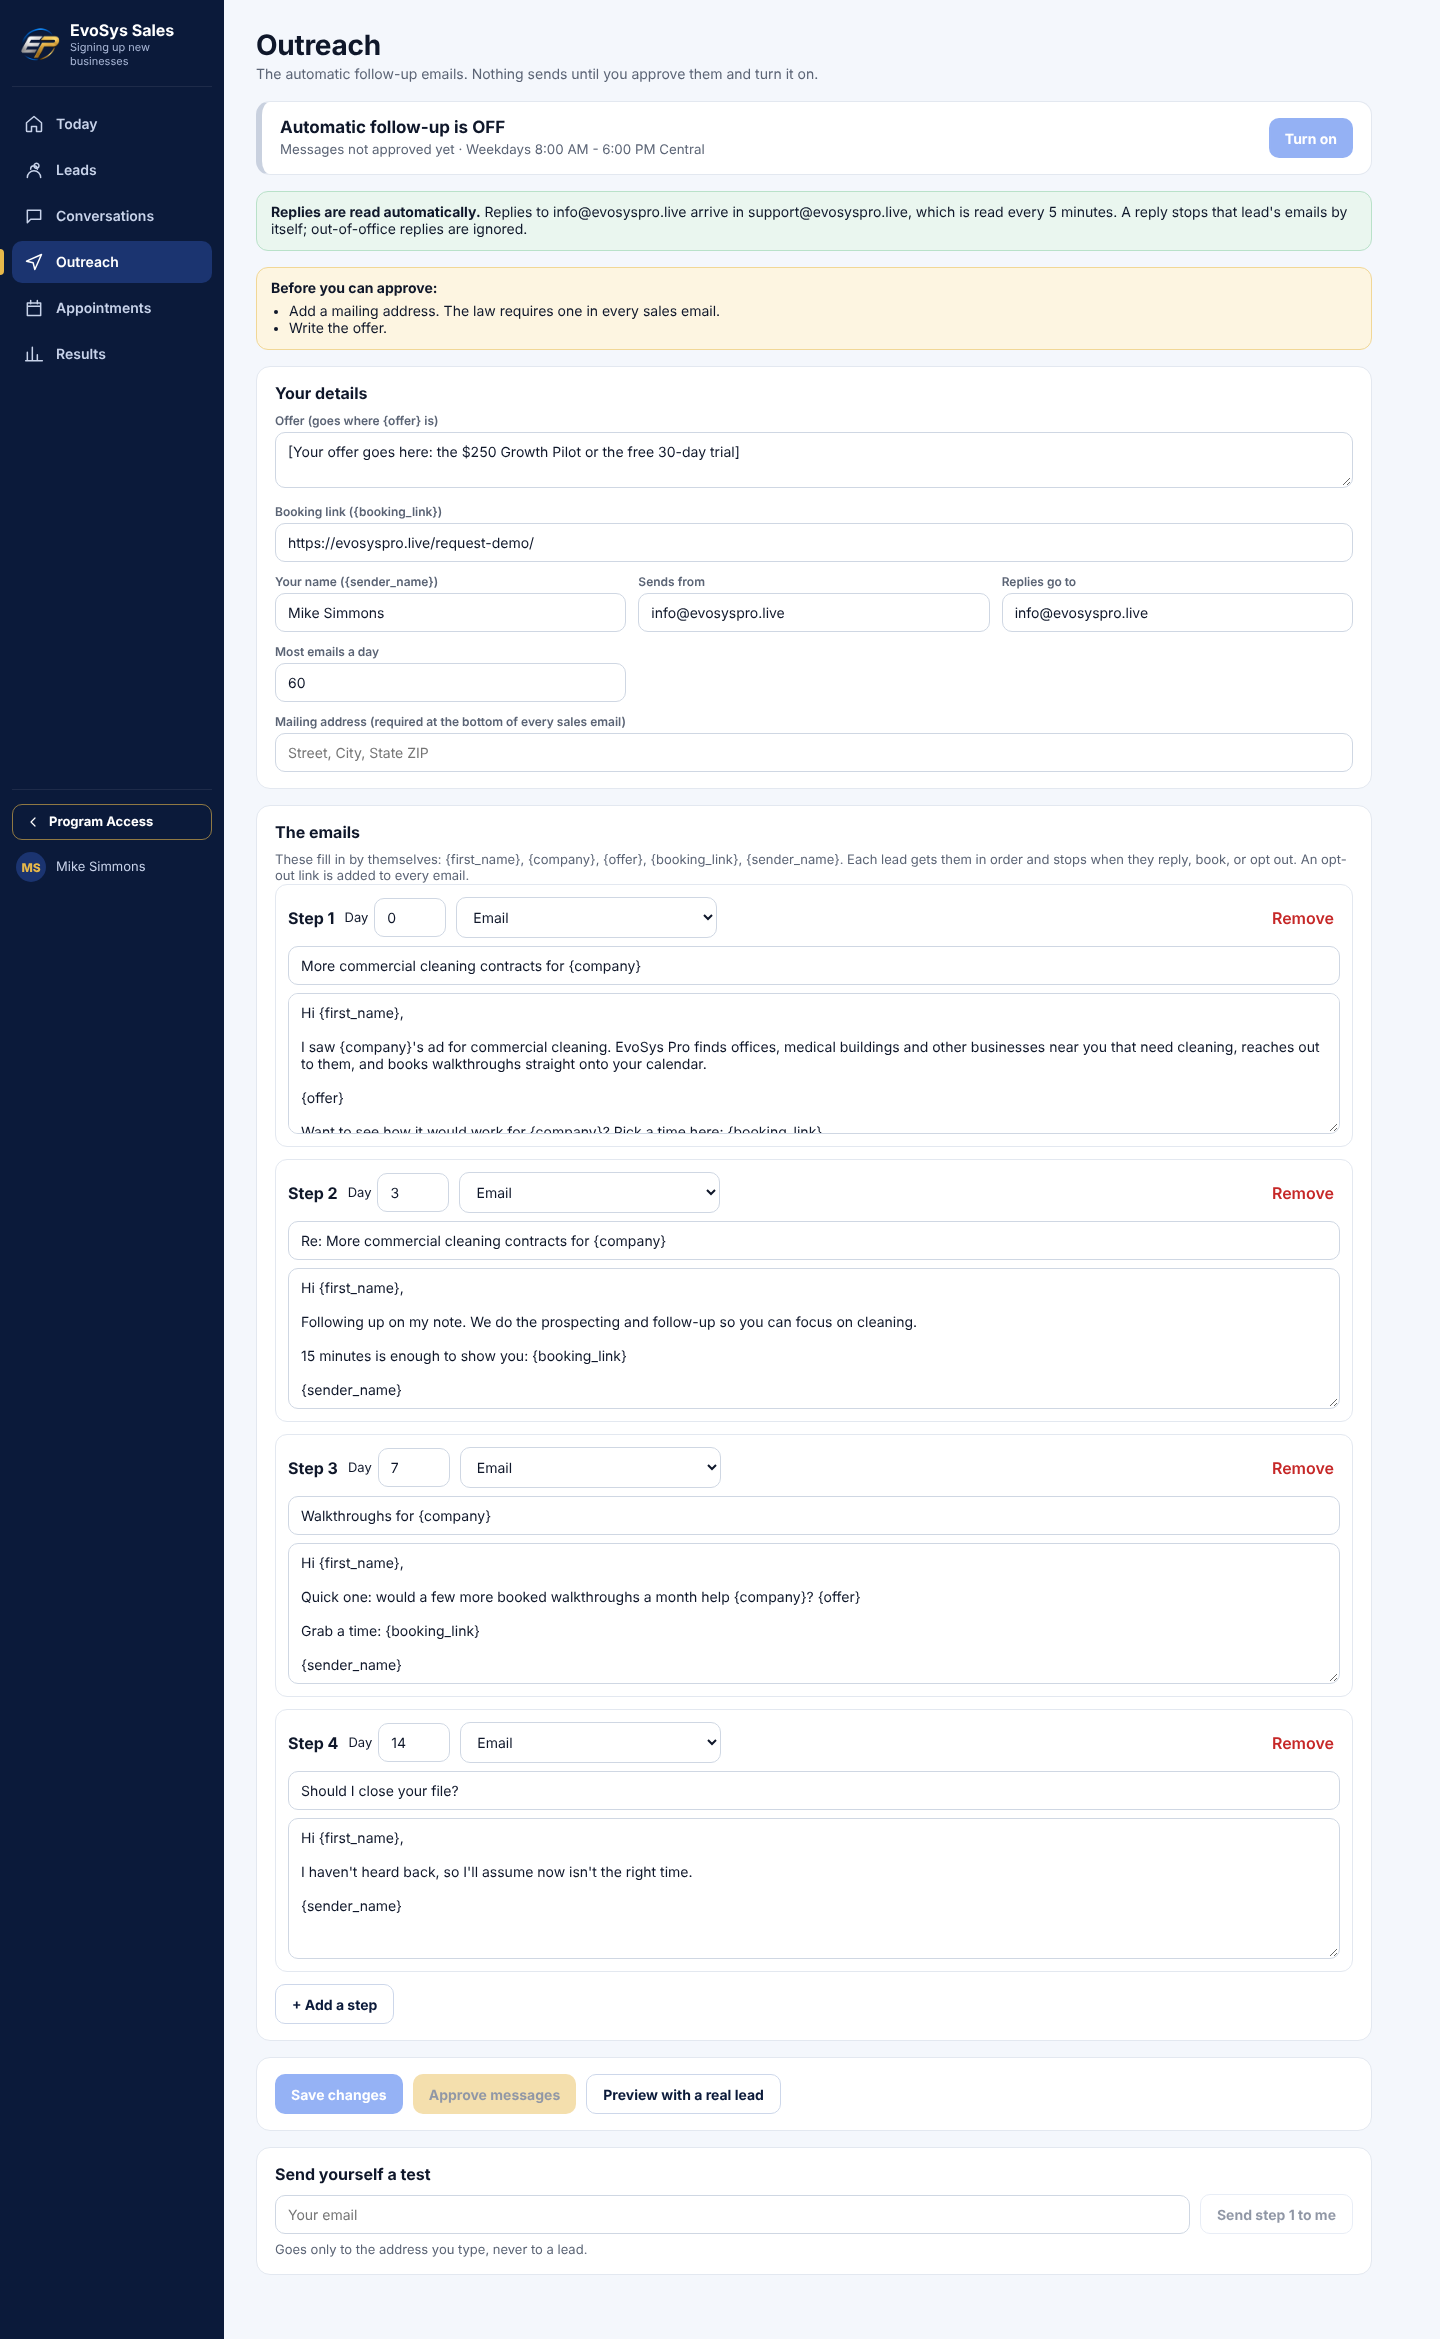 EvoSys Sales
Signing up new
businesses
Today
Leads
Conversations
Outreach
Appointments
Results
Program Access
MS
Mike Simmons
Outreach
The automatic follow-up emails. Nothing sends until you approve them and turn it on.
Automatic follow-up is OFF
Messages not approved yet · Weekdays 8:00 AM - 6:00 PM Central
Turn on
Replies are read automatically. Replies to info@evosyspro.live arrive in support@evosyspro.live, which is read every 5 minutes. A reply stops that lead's emails by
itself; out-of-office replies are ignored.
Before you can approve:
• Add a mailing address. The law requires one in every sales email.
• Write the offer.
Your details
Offer (goes where {offer} is)
[Your offer goes here: the $250 Growth Pilot or the free 30-day trial]
Booking link ({booking_link})
https://evosyspro.live/request-demo/
Your name ({sender_name})
Sends from
Replies go to
Mike Simmons
info@evosyspro.live
info@evosyspro.live
Most emails a day
60
Mailing address (required at the bottom of every sales email)
Street, City, State ZIP
The emails
These fill in by themselves: {first_name}, {company}, {offer}, {booking_link}, {sender_name}. Each lead gets them in order and stops when they reply, book, or opt out. An opt-
out link is added to every email.
Step 1 Day 0 Email Remove
More commercial cleaning contracts for {company}
Hi {first_name},
I saw {company}'s ad for commercial cleaning. EvoSys Pro finds offices, medical buildings and other businesses near you that need cleaning, reaches out
to them, and books walkthroughs straight onto your calendar.
{offer}
Want to see how it would work for {company}? Pick a time here: {booking_link}
Step 2 Day 3 Email Remove
Re: More commercial cleaning contracts for {company}
Hi {first_name},
Following up on my note. We do the prospecting and follow-up so you can focus on cleaning.
15 minutes is enough to show you: {booking_link}
{sender_name}
Step 3 Day 7 Email Remove
Walkthroughs for {company}
Hi {first_name},
Quick one: would a few more booked walkthroughs a month help {company}? {offer}
Grab a time: {booking_link}
{sender_name}
Step 4 Day 14 Email Remove
Should I close your file?
Hi {first_name},
I haven't heard back, so I'll assume now isn't the right time.
{sender_name}
+ Add a step
Save changes
Approve messages
Preview with a real lead
Send yourself a test
Your email
Send step 1 to me
Goes only to the address you type, never to a lead.